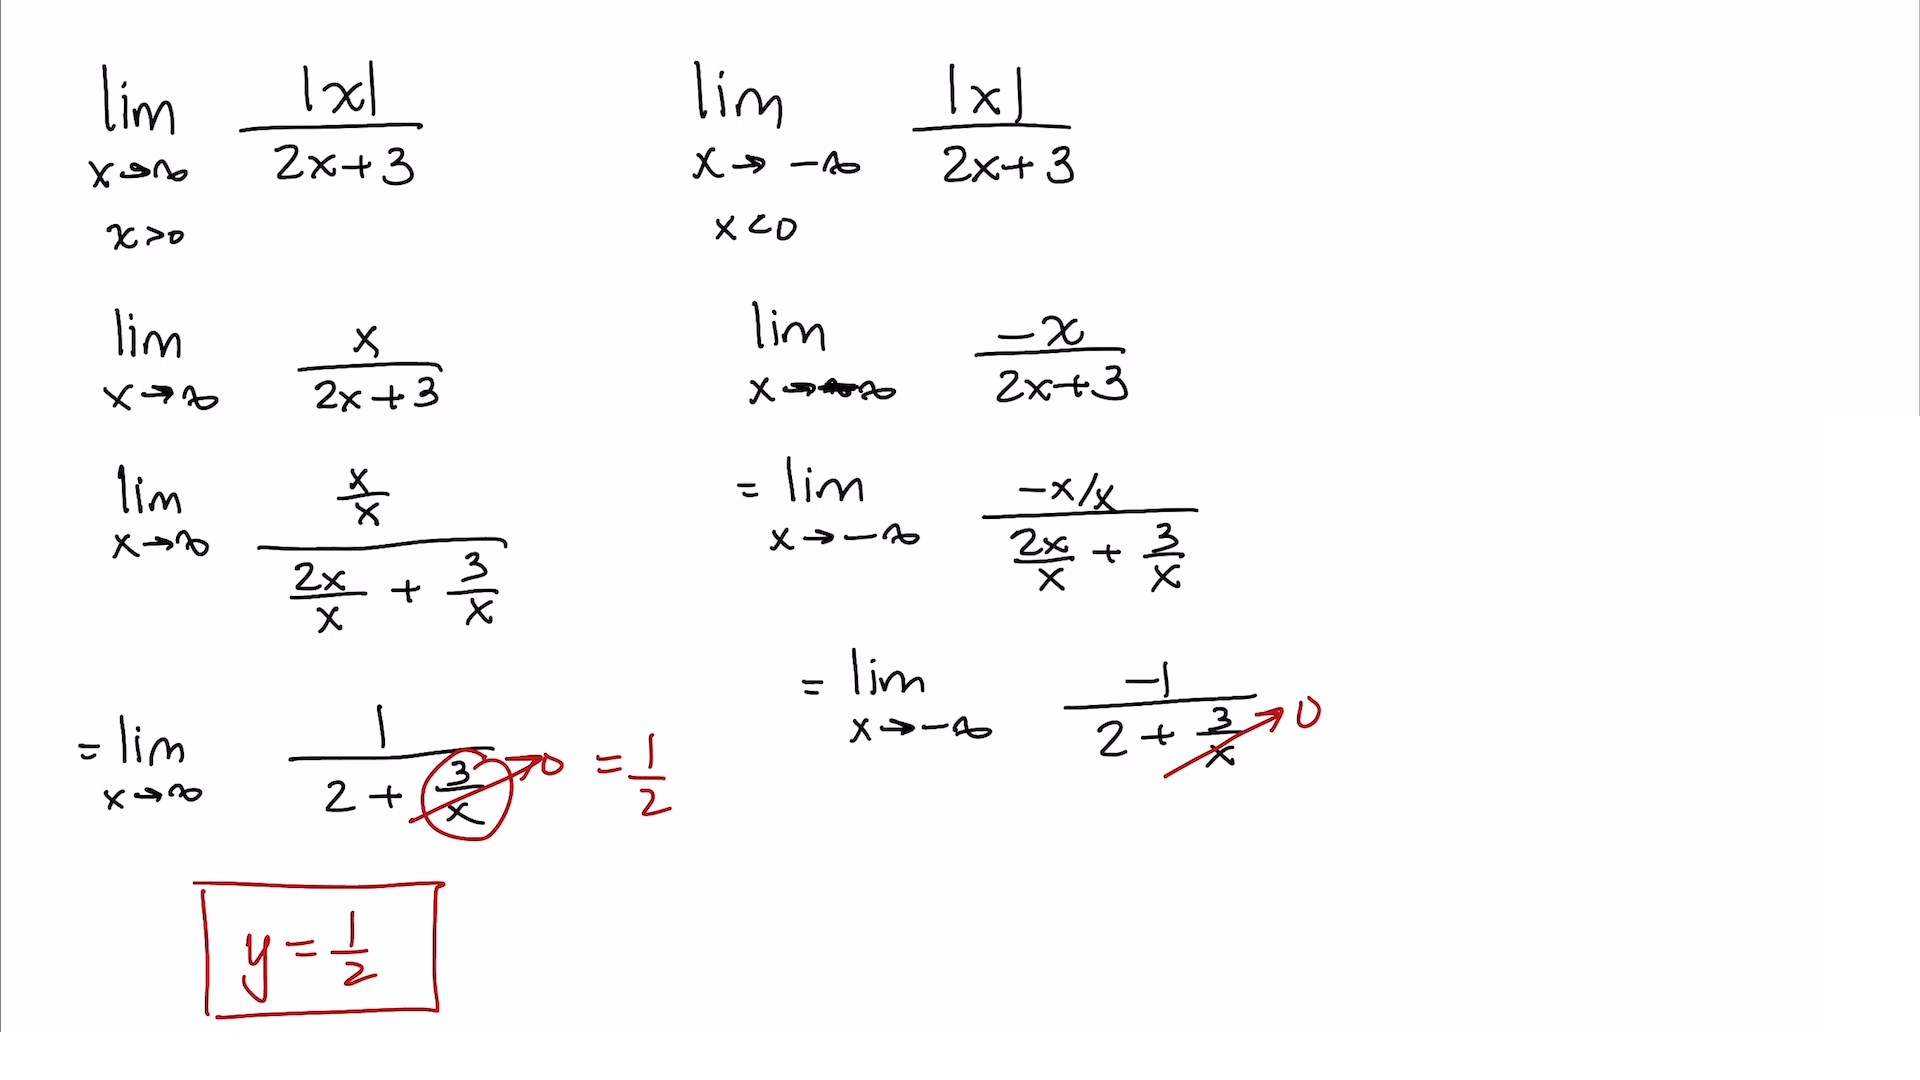 lim x→∞ |x| / (2x+3)
x>0
lim x→∞ x / (2x+3)
lim x→∞ (x/x) / (2x/x + 3/x)
= lim x→∞ 1 / (2 + 3/x) →0 = 1/2
y = 1/2
lim x→ -∞ |x| / (2x+3)
x<0
lim x→ ∞ -x / (2x+3)
= lim x→-∞ (-x/x) / (2x/x + 3/x)
= lim x→-∞ -1 / (2 + 3/x) →0